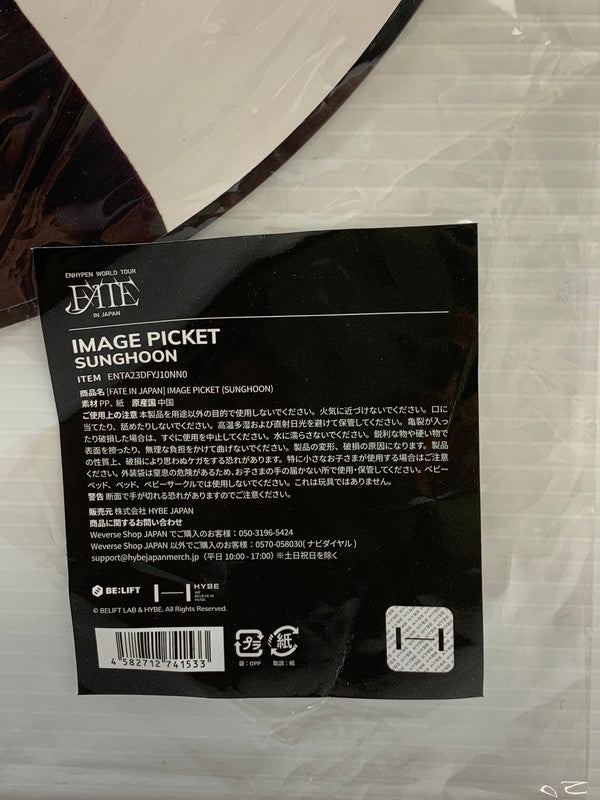 ENHYPEN WORLD TOUR
FATE
IN JAPAN
IMAGE PICKET
SUNGHOON
ITEM ENTA23DFYJ10NN0
商品名 [FATE IN JAPAN] IMAGE PICKET (SUNGHOON)
素材 PP、紙 原産国 中国
ご使用上の注意 本製品を用途以外の目的で使用しないでください。火気に近づけないでください。口に
当てたり、舐めたりしないでください。高温多湿および直射日光を避けて保管してください。亀裂が入っ
たり破損した場合は、すぐに使用を中止してください。水に濡らさないでください。鋭利な物や硬い物で
表面を擦ったり、無理な負担をかけて曲げないでください。製品の変形、破損の原因になります。製品
の性質上、破損により思わぬケガをする恐れがあります。特に小さなお子さまが使用する場合はご注意
ください。外装袋は窒息の危険があるため、お子さまの手の届かない所で使用・保管してください。ベビー
ベッド、ベッド、ベビーサークルでは使用しないでください。これは玩具ではありません。
警告 断面で手が切れる恐れがありますのでご注意ください。
販売元 株式会社 HYBE JAPAN
商品に関するお問い合わせ
Weverse Shop JAPAN でご購入のお客様：050-3196-5424
Weverse Shop JAPAN 以外でご購入のお客様：0570-058030( ナビダイヤル )
support@hybejapanmerch.jp（平日 10:00 - 17:00）※土日祝日を除く
BE:LIFT HYBE
WE
BELIEVE IN
MUSIC
© BELIFT LAB & HYBE. All Rights Reserved.
4 582712 741533
プラ 紙
袋：OPP 取説：紙
HYBE HYBE HYBE